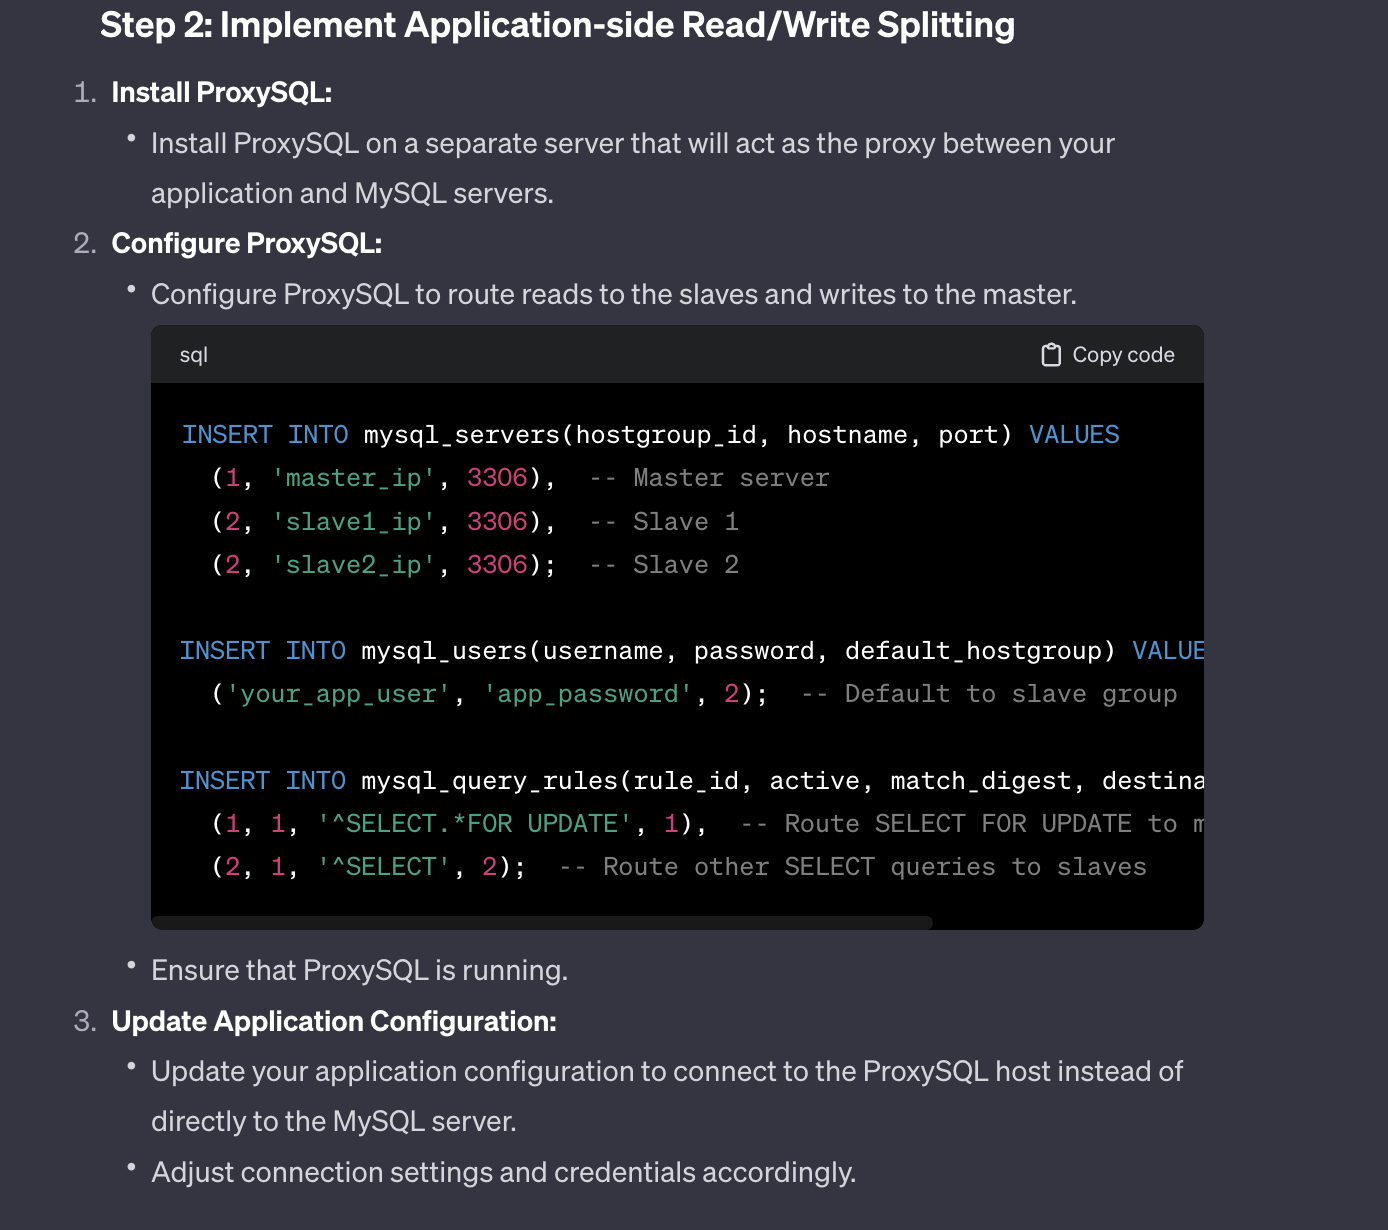 Step 2: Implement Application-side Read/Write Splitting
1. Install ProxySQL:
• Install ProxySQL on a separate server that will act as the proxy between your
application and MySQL servers.
2. Configure ProxySQL:
• Configure ProxySQL to route reads to the slaves and writes to the master.
sql Copy code
INSERT INTO mysql_servers(hostgroup_id, hostname, port) VALUES
  (1, 'master_ip', 3306),  -- Master server
  (2, 'slave1_ip', 3306),  -- Slave 1
  (2, 'slave2_ip', 3306);  -- Slave 2
INSERT INTO mysql_users(username, password, default_hostgroup) VALUE
  ('your_app_user', 'app_password', 2);  -- Default to slave group
INSERT INTO mysql_query_rules(rule_id, active, match_digest, destina
  (1, 1, '^SELECT.*FOR UPDATE', 1),  -- Route SELECT FOR UPDATE to m
  (2, 1, '^SELECT', 2);  -- Route other SELECT queries to slaves
• Ensure that ProxySQL is running.
3. Update Application Configuration:
• Update your application configuration to connect to the ProxySQL host instead of
directly to the MySQL server.
• Adjust connection settings and credentials accordingly.